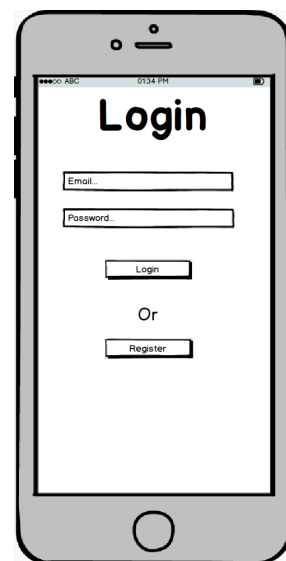 ABC 01:34 PM
Login
Email...
Password...
Login
Or
Register